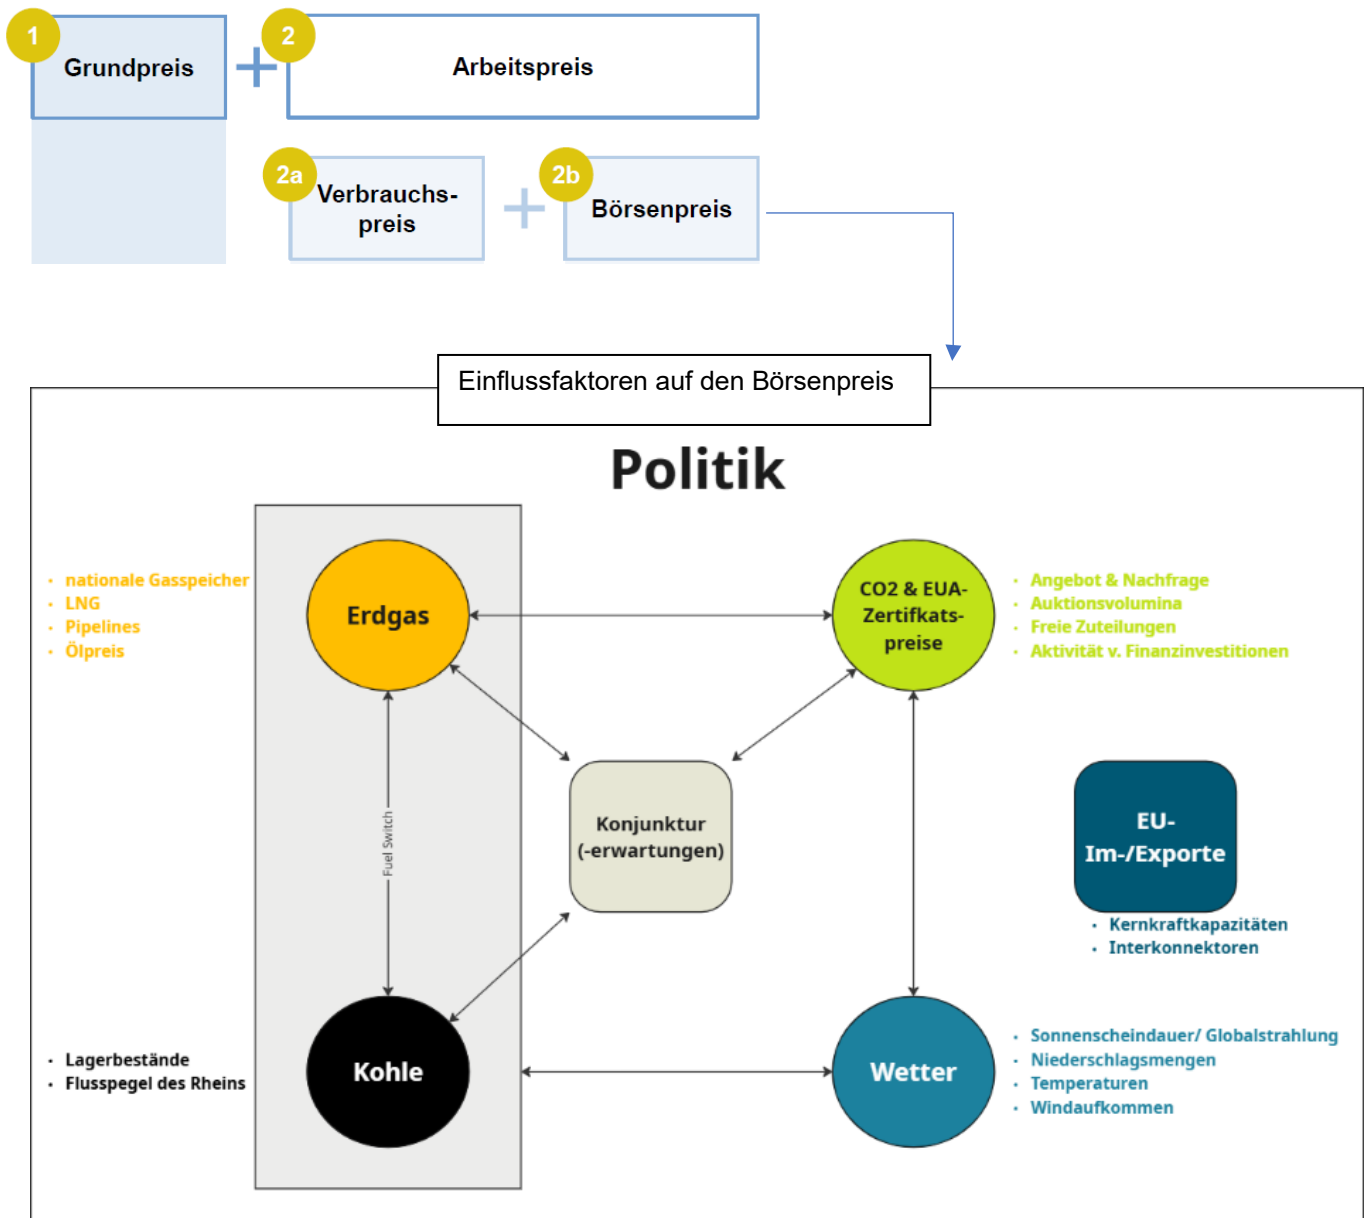 1
Grundpreis
2
Arbeitspreis
2a
Verbrauchs-
preis
2b
Börsenpreis
Einflussfaktoren auf den Börsenpreis
Politik
· nationale Gasspeicher
· LNG
· Pipelines
· Ölpreis
Erdgas
CO2 & EUA-
Zertifkats-
preise
· Angebot & Nachfrage
· Auktionsvolumina
· Freie Zuteilungen
· Aktivität v. Finanzinvestitionen
Fuel Switch
Konjunktur
(-erwartungen)
EU-
Im-/Exporte
· Kernkraftkapazitäten
· Interkonnektoren
· Lagerbestände
· Flusspegel des Rheins
Kohle
Wetter
· Sonnenscheindauer/ Globalstrahlung
· Niederschlagsmengen
· Temperaturen
· Windaufkommen